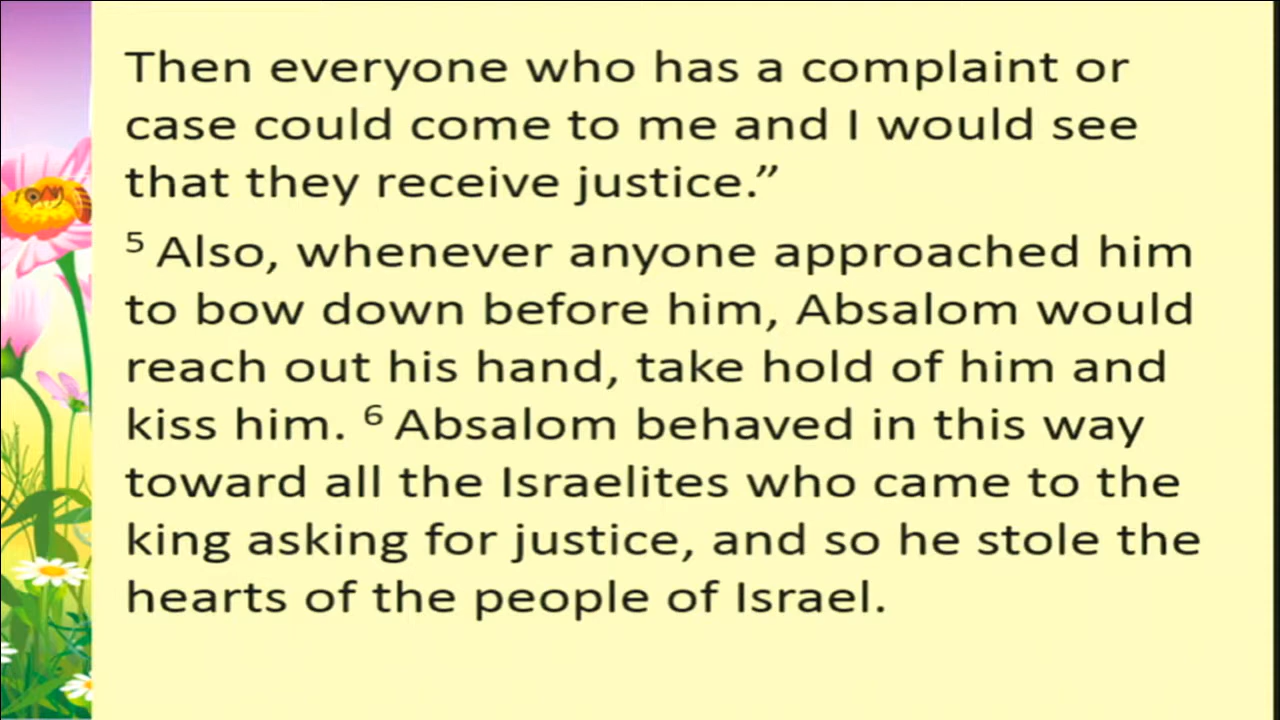 Then everyone who has a complaint or
case could come to me and I would see
that they receive justice.”
⁵ Also, whenever anyone approached him
to bow down before him, Absalom would
reach out his hand, take hold of him and
kiss him. ⁶ Absalom behaved in this way
toward all the Israelites who came to the
king asking for justice, and so he stole the
hearts of the people of Israel.